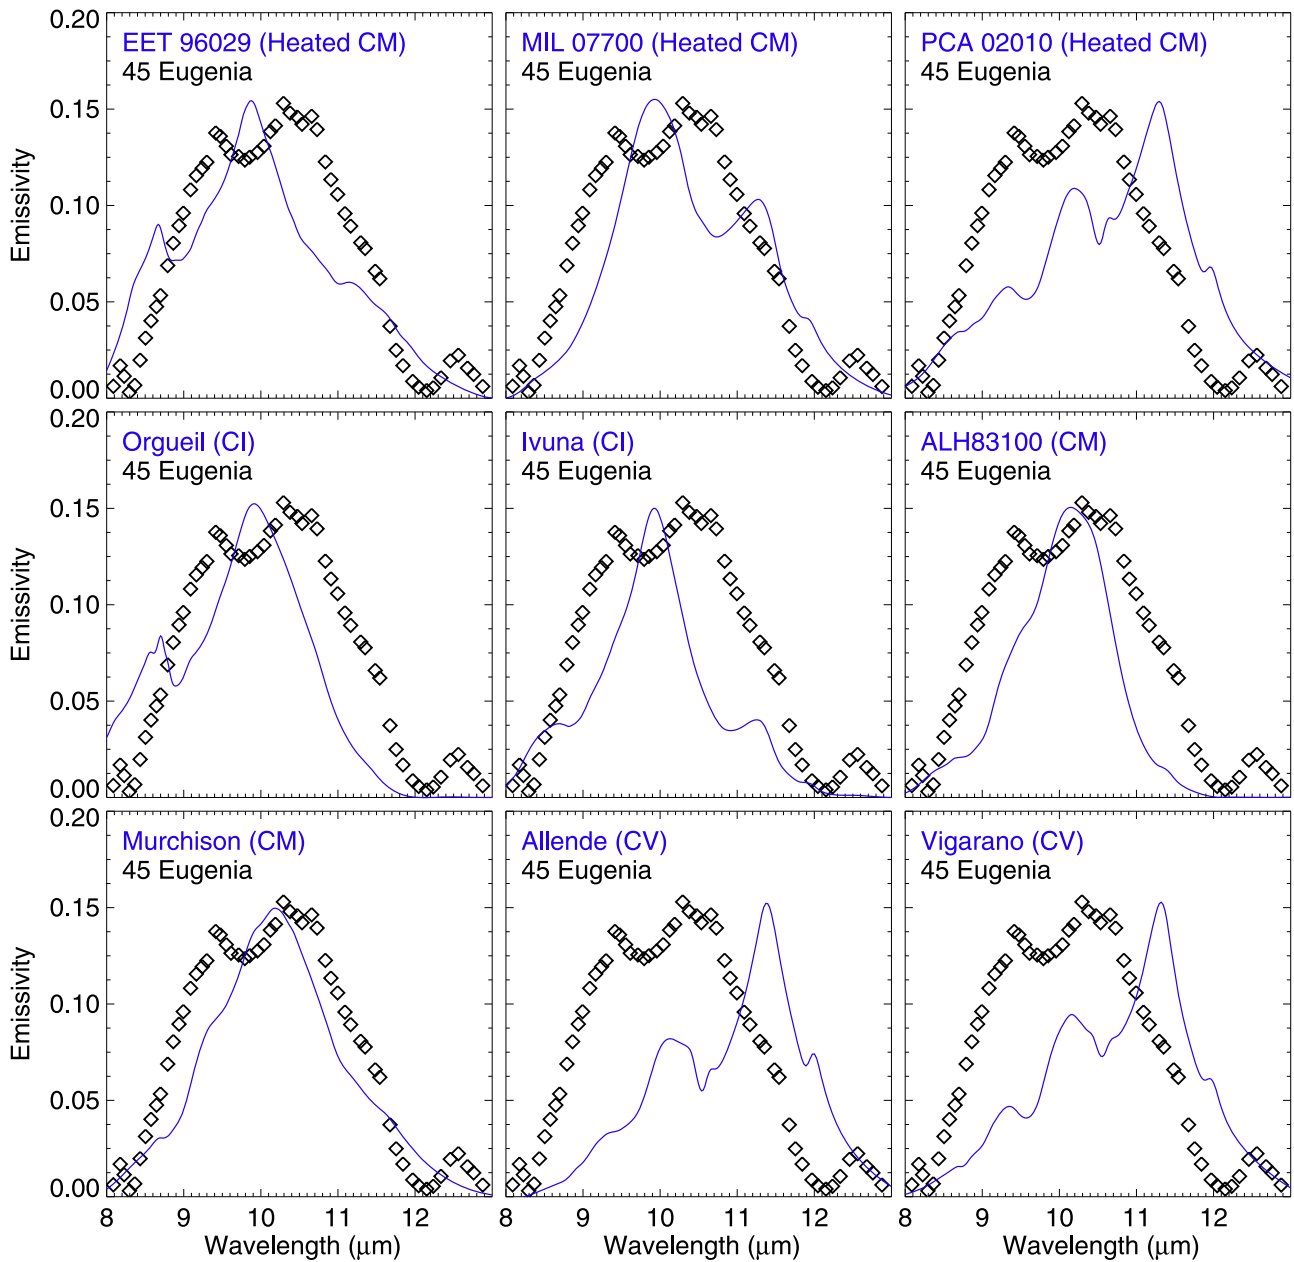 0.20
EET 96029 (Heated CM)
45 Eugenia
0.15
Emissivity
0.10
0.05
0.00
MIL 07700 (Heated CM)
45 Eugenia
PCA 02010 (Heated CM)
45 Eugenia
0.20
Orgueil (CI)
45 Eugenia
0.15
Emissivity
0.10
0.05
0.00
Ivuna (CI)
45 Eugenia
ALH83100 (CM)
45 Eugenia
0.20
Murchison (CM)
45 Eugenia
0.15
Emissivity
0.10
0.05
0.00
8 9 10 11 12
Wavelength (μm)
Allende (CV)
45 Eugenia
8 9 10 11 12
Wavelength (μm)
Vigarano (CV)
45 Eugenia
8 9 10 11 12
Wavelength (μm)